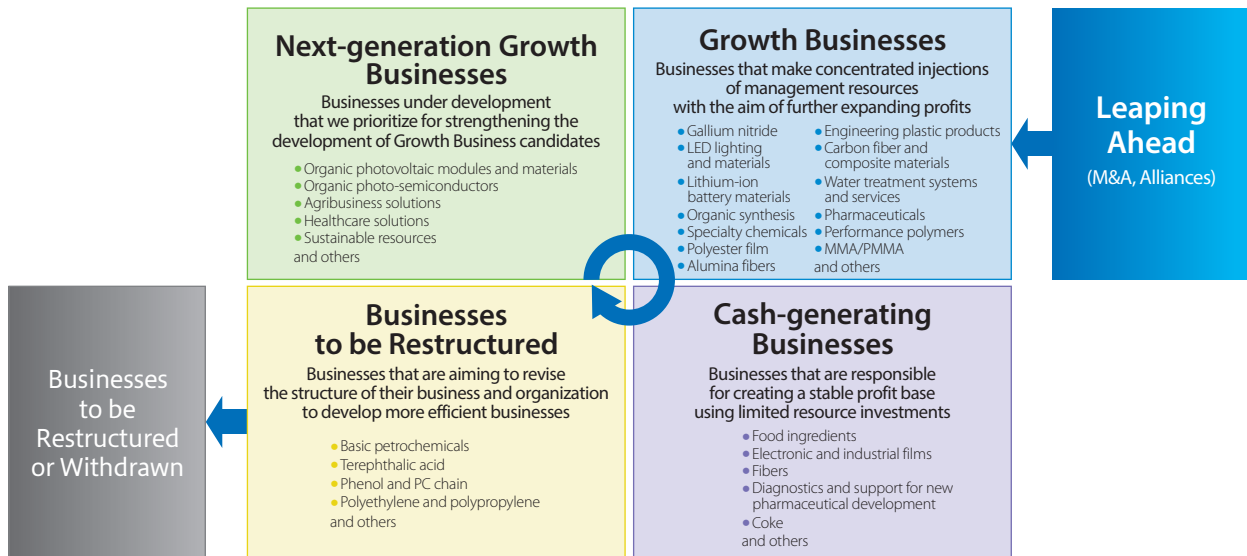 Next-generation Growth
Businesses
Businesses under development
that we prioritize for strengthening the
development of Growth Business candidates
● Organic photovoltaic modules and materials
● Organic photo-semiconductors
● Agribusiness solutions
● Healthcare solutions
● Sustainable resources
and others
Growth Businesses
Businesses that make concentrated injections
of management resources
with the aim of further expanding profits
● Gallium nitride
● LED lighting
and materials
● Lithium-ion
battery materials
● Organic synthesis
● Specialty chemicals
● Polyester film
● Alumina fibers
● Engineering plastic products
● Carbon fiber and
composite materials
● Water treatment systems
and services
● Pharmaceuticals
● Performance polymers
● MMA/PMMA
and others
Leaping
Ahead
(M&A, Alliances)
Businesses
to be
Restructured
or Withdrawn
Businesses
to be Restructured
Businesses that are aiming to revise
the structure of their business and organization
to develop more efficient businesses
● Basic petrochemicals
● Terephthalic acid
● Phenol and PC chain
● Polyethylene and polypropylene
and others
Cash-generating
Businesses
Businesses that are responsible
for creating a stable profit base
using limited resource investments
● Food ingredients
● Electronic and industrial films
● Fibers
● Diagnostics and support for new
pharmaceutical development
● Coke
and others